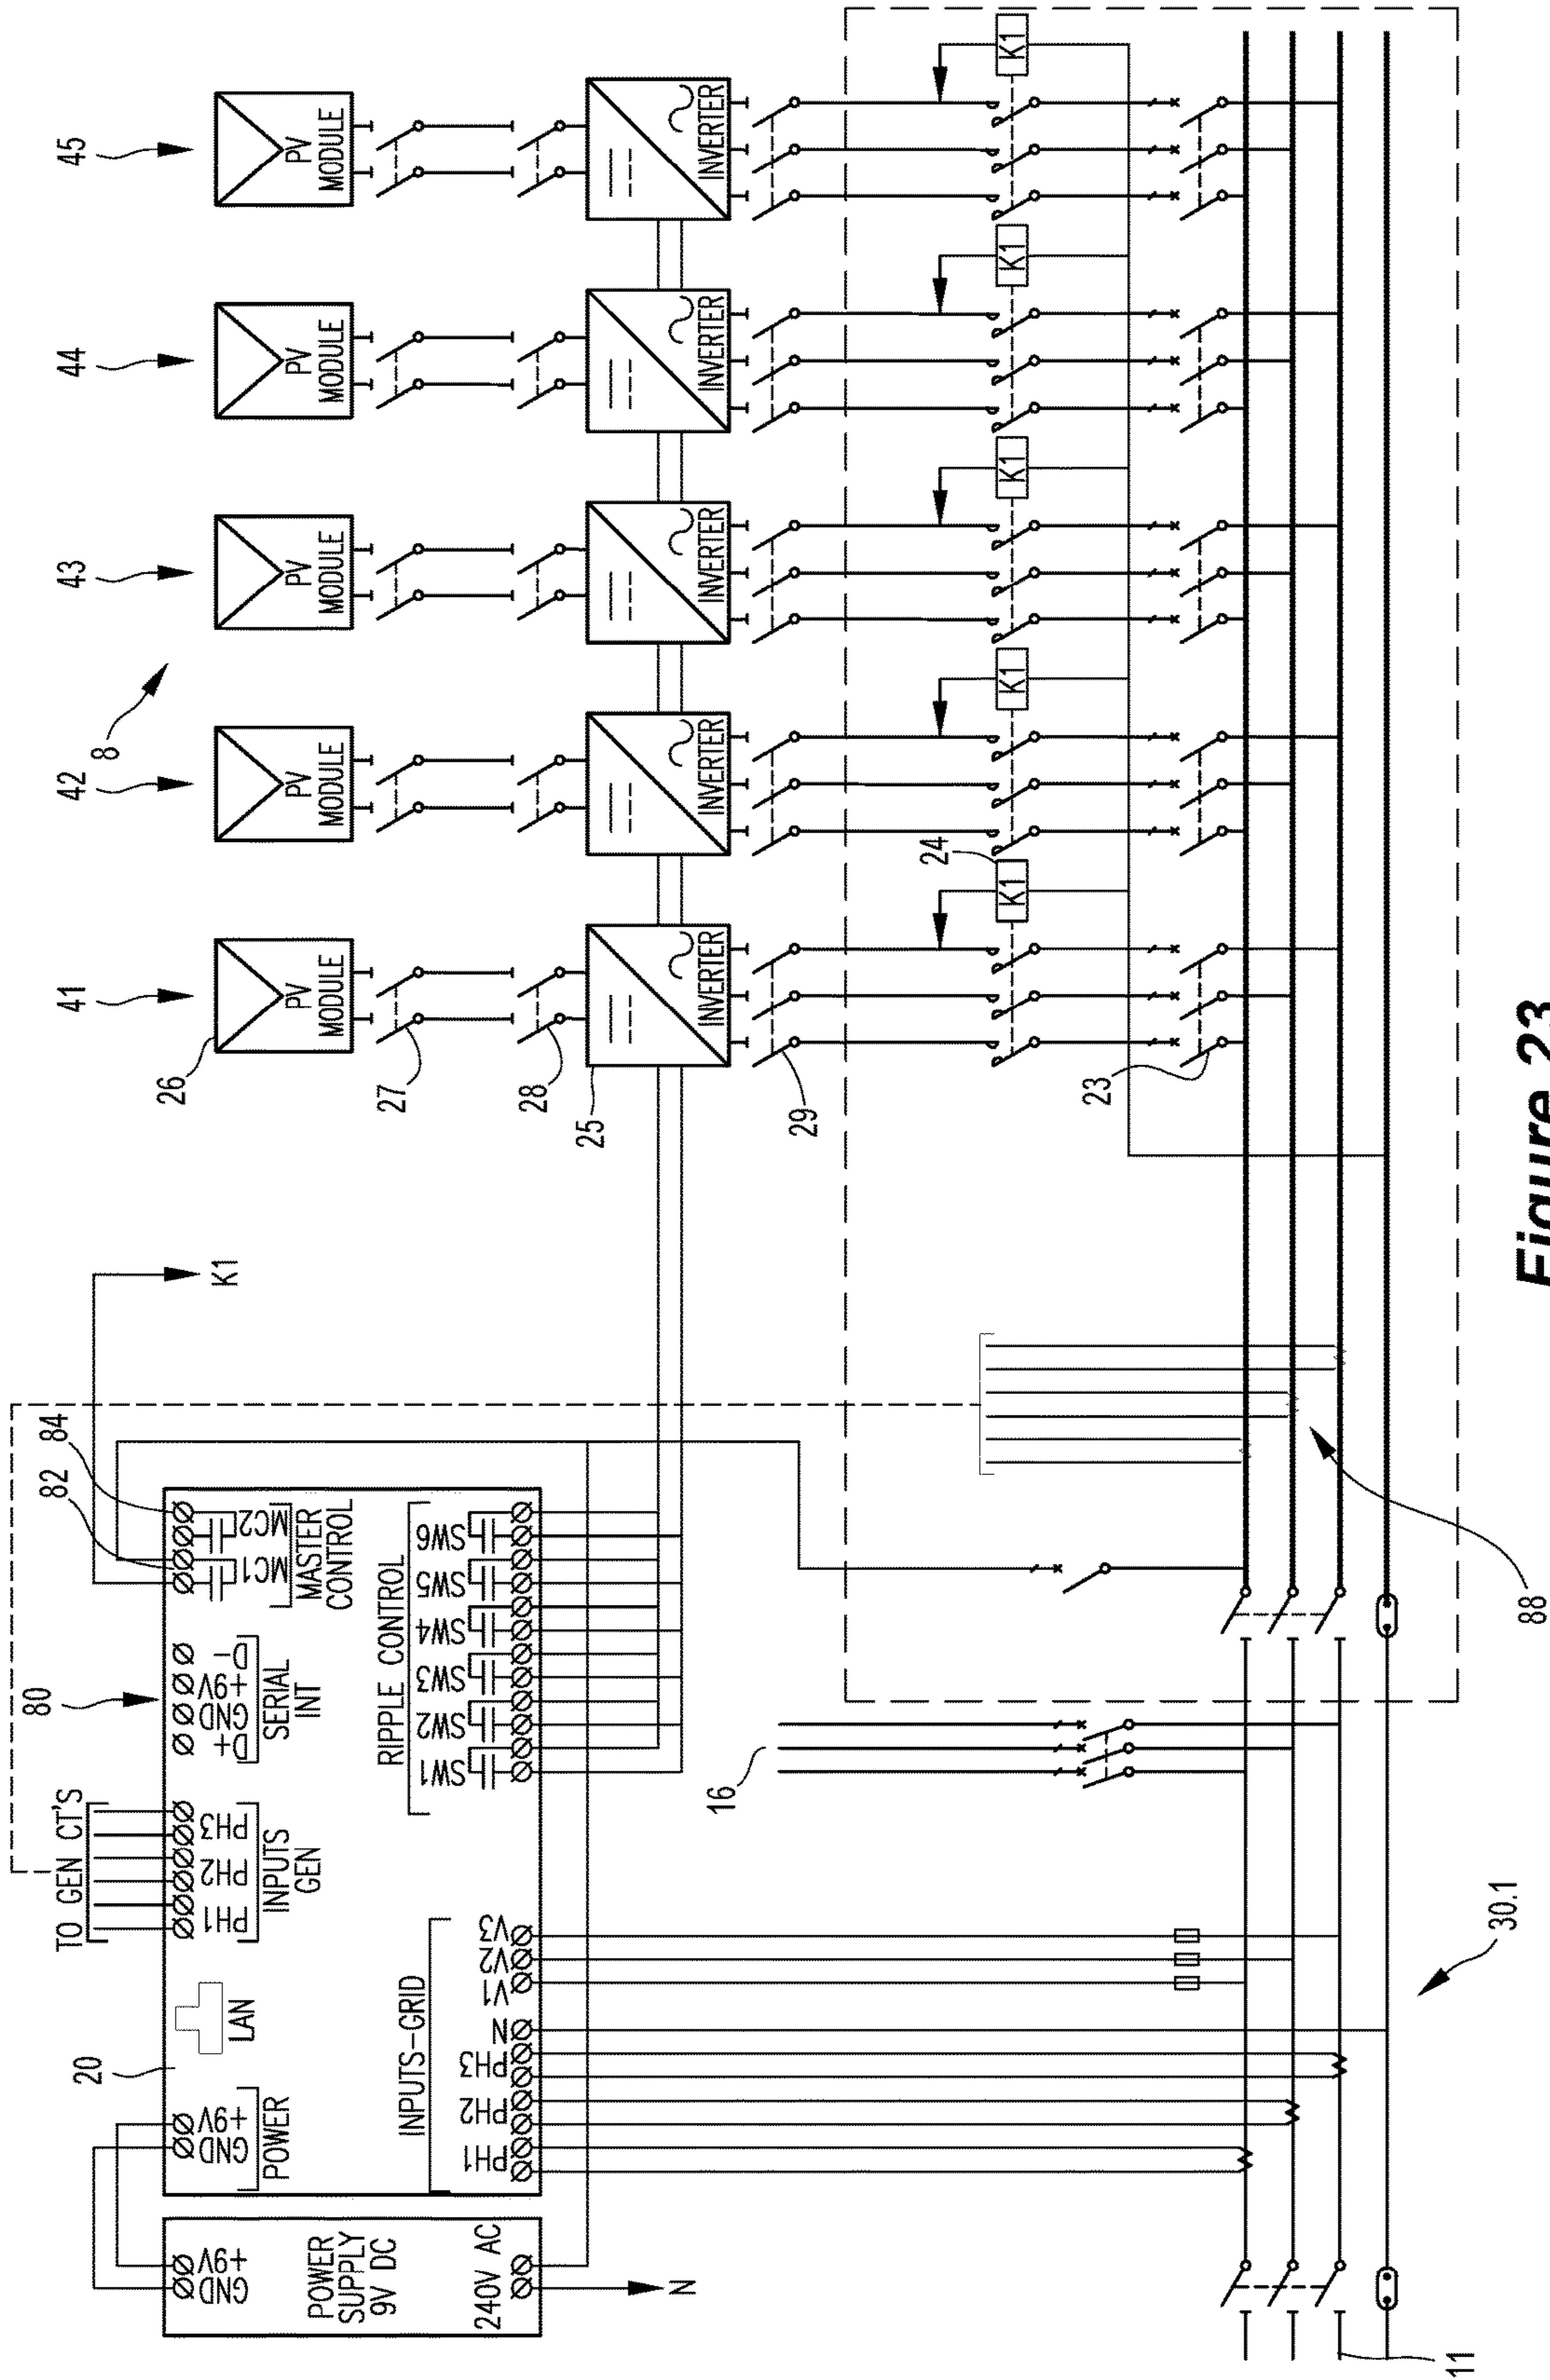 POWER
SUPPLY
9V DC
GND
+9V
240V AC
N
20
GND
+9V
POWER
LAN
TO GEN CT'S
PH1
PH2
PH3
INPUTS
GEN
80
D+
GND
+9V
D-
SERIAL
INT
82
84
MC1
MC2
MASTER
CONTROL
K1
INPUTS-GRID
PH1
PH2
PH3
N
V1
V2
V3
RIPPLE CONTROL
SW1
SW2
SW3
SW4
SW5
SW6
41
42
8
43
44
45
26
PV
MODULE
PV
MODULE
PV
MODULE
PV
MODULE
PV
MODULE
27
28
25
INVERTER
INVERTER
INVERTER
INVERTER
INVERTER
29
24
K1
K1
K1
K1
K1
23
16
88
30.1
11
Figure 23